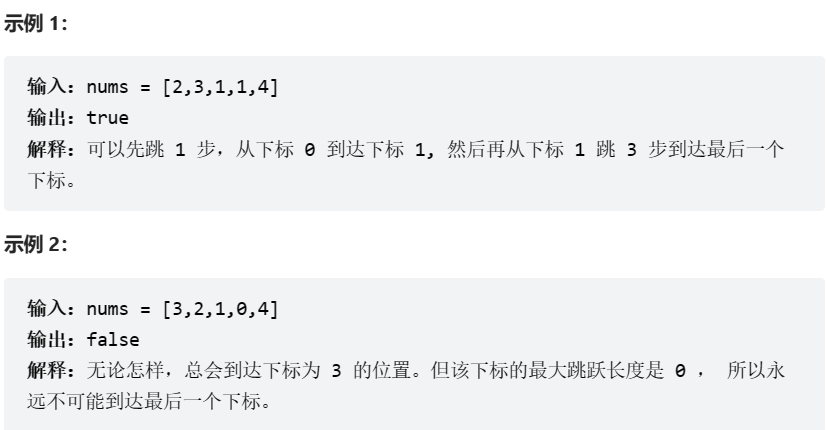 示例 1：
输入：nums = [2,3,1,1,4]
输出：true
解释：可以先跳 1 步，从下标 0 到达下标 1, 然后再从下标 1 跳 3 步到达最后一个
下标。
示例 2：
输入：nums = [3,2,1,0,4]
输出：false
解释：无论怎样，总会到达下标为 3 的位置。但该下标的最大跳跃长度是 0 ， 所以永
远不可能到达最后一个下标。